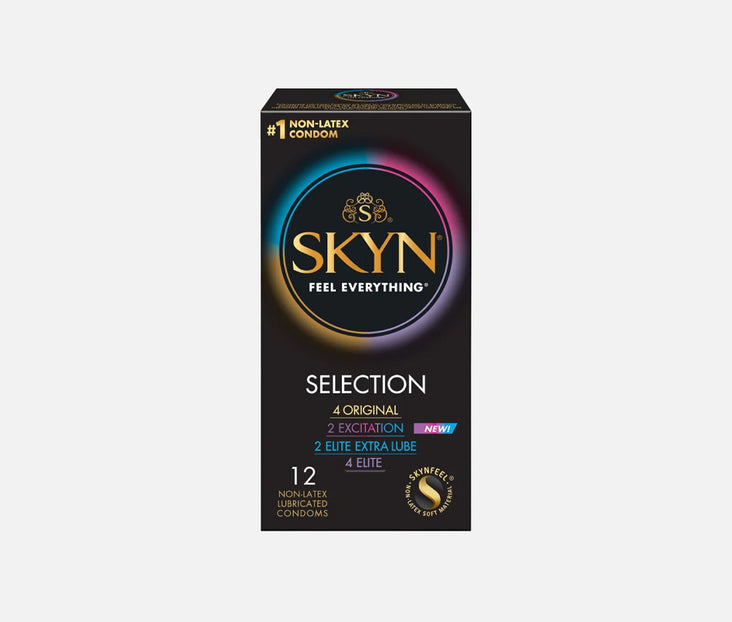 SKYN
#1 NON-LATEX
CONDOM
S
SKYN®
FEEL EVERYTHING®
SELECTION
4 ORIGINAL
2 EXCITATION NEW!
2 ELITE EXTRA LUBE
4 ELITE
12
NON-LATEX
LUBRICATED
CONDOMS
SKYNFEEL®
NON-LATEX SOFT MATERIAL